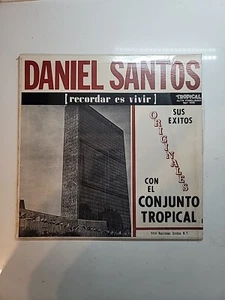 DANIEL SANTOS
[recordar es vivir]
TROPICAL
SUS
EXITOS
ORIGINALES
CON
EL
CONJUNTO
TROPICAL